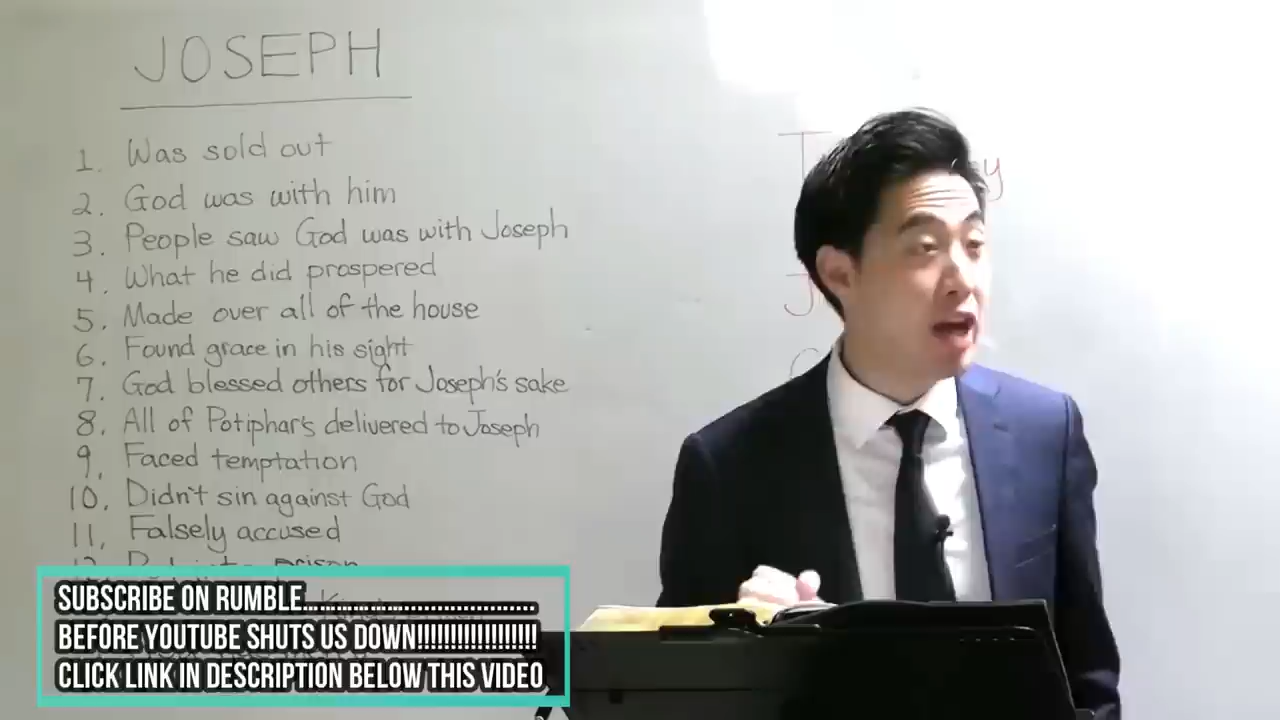 JOSEPH
1. Was sold out
2. God was with him
3. People saw God was with Joseph
4. What he did prospered
5. Made over all of the house
6. Found grace in his sight
7. God blessed others for Joseph's sake
8. All of Potiphar's delivered to Joseph
9. Faced temptation
10. Didn't sin against God
11. Falsely accused
12. prison
SUBSCRIBE ON RUMBLE.......................................
BEFORE YOUTUBE SHUTS US DOWN!!!!!!!!!!!!!!!!!!!
CLICK LINK IN DESCRIPTION BELOW THIS VIDEO